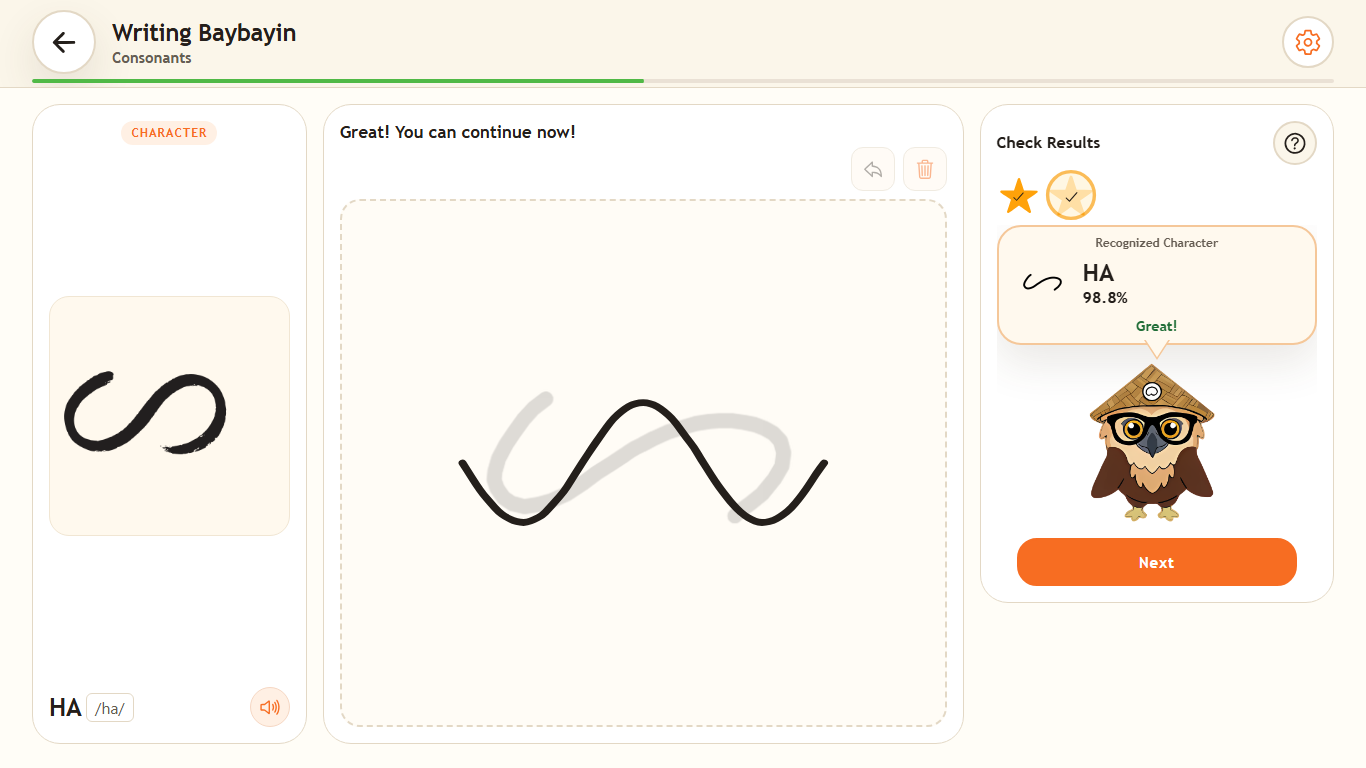 Writing Baybayin
Consonants
CHARACTER
ᜑ
HA /ha/
Great! You can continue now!
Check Results
Recognized Character
ᜑ HA
98.8%
Great!
Next